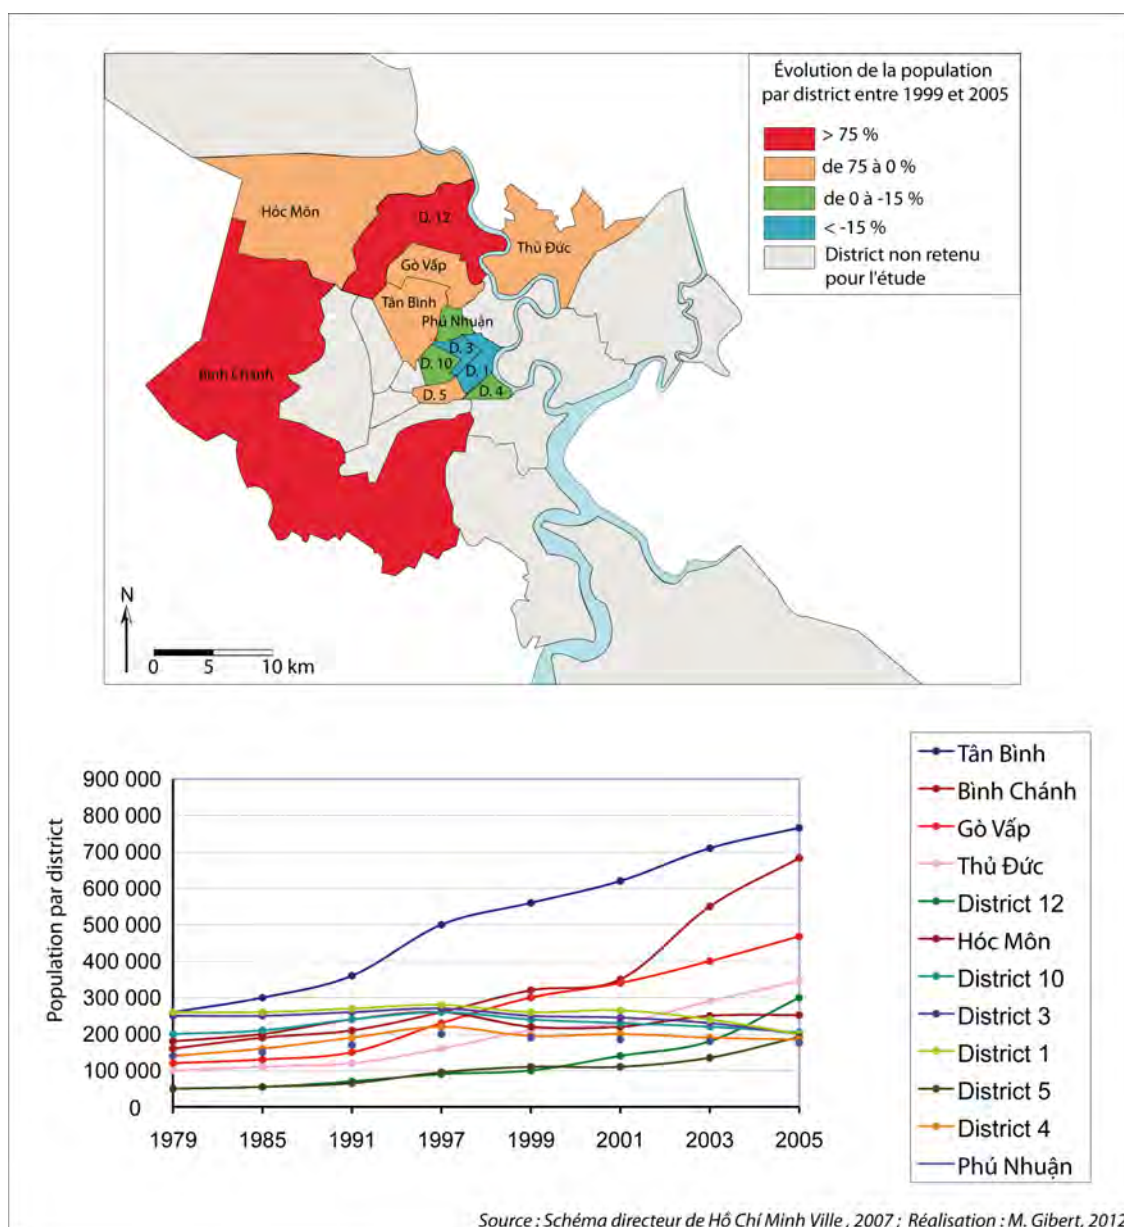 Évolution de la population
par district entre 1999 et 2005
> 75 %
de 75 à 0 %
de 0 à -15 %
< -15 %
District non retenu
pour l'étude
Hóc Môn
D. 12
Thủ Đức
Gò Vấp
Tân Bình
Phú Nhuận
D. 3
D. 10
D. 1
Bình Chánh
D. 5
D. 4
N
0 5 10 km
Population par district
900 000
800 000
700 000
600 000
500 000
400 000
300 000
200 000
100 000
0
1979 1985 1991 1997 1999 2001 2003 2005
Tân Bình
Bình Chánh
Gò Vấp
Thủ Đức
District 12
Hóc Môn
District 10
District 3
District 1
District 5
District 4
Phú Nhuận
Source : Schéma directeur de Hồ Chí Minh Ville , 2007 ; Réalisation : M. Gibert, 2012